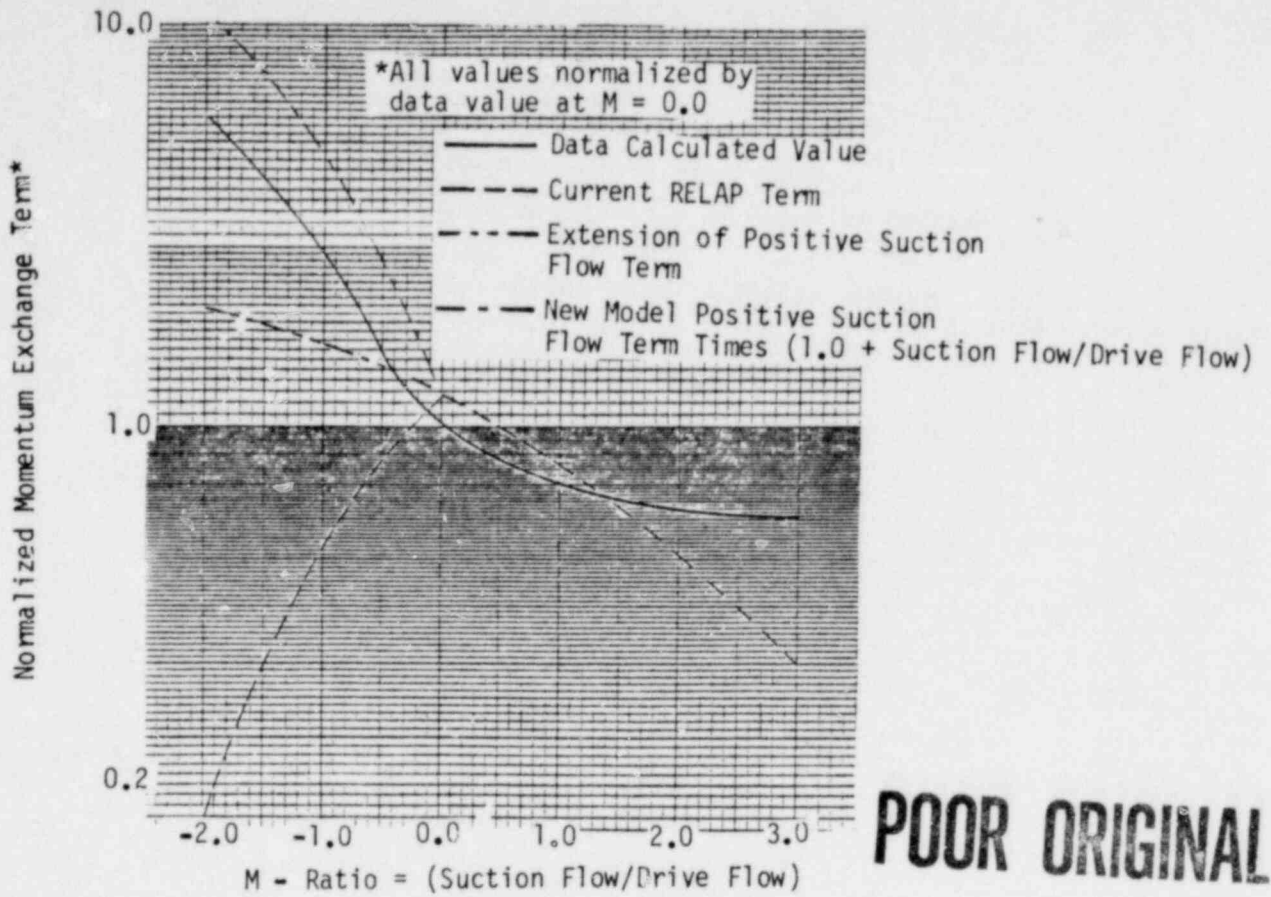 10.0
*All values normalized by
data value at M = 0.0
Data Calculated Value
Current RELAP Term
Extension of Positive Suction
Flow Term
New Model Positive Suction
Flow Term Times (1.0 + Suction Flow/Drive Flow)
Normalized Momentum Exchange Term*
1.0
0.2
-2.0 -1.0 0.0 1.0 2.0 3.0
M - Ratio = (Suction Flow/Drive Flow)
POOR ORIGINAL